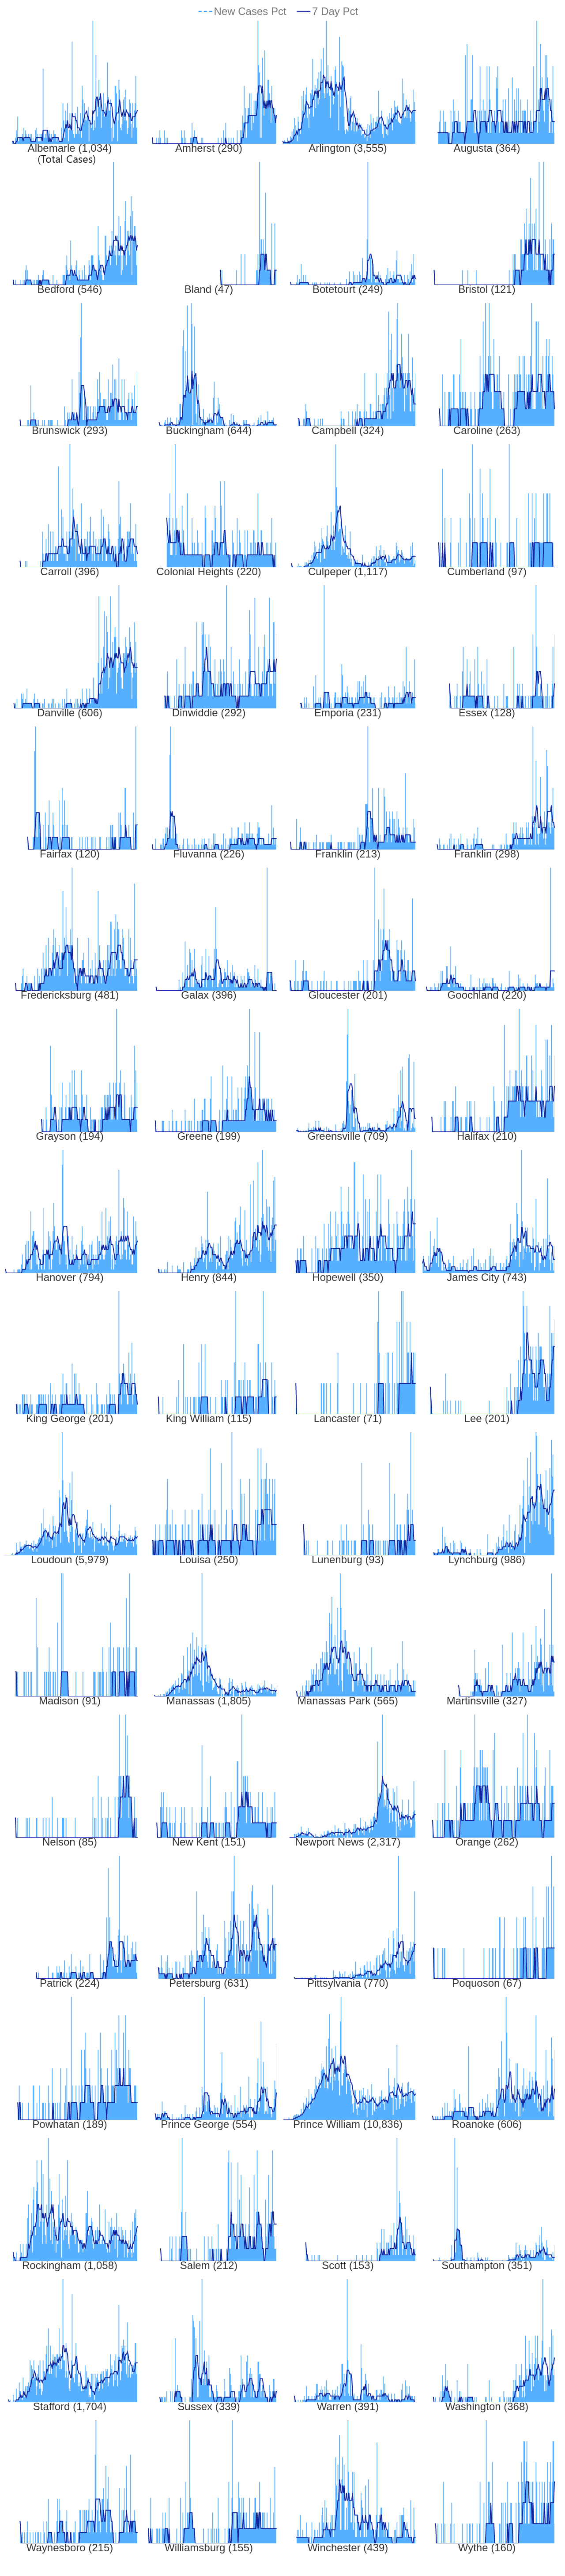 New Cases Pct 7 Day Pct
Albemarle (1,034) Amherst (290) Arlington (3,555) Augusta (364)
(Total Cases)
Bedford (546) Bland (47) Botetourt (249) Bristol (121)
Brunswick (293) Buckingham (644) Campbell (324) Caroline (263)
Carroll (396) Colonial Heights (220) Culpeper (1,117) Cumberland (97)
Danville (606) Dinwiddie (292) Emporia (231) Essex (128)
Fairfax (120) Fluvanna (226) Franklin (213) Franklin (298)
Fredericksburg (481) Galax (396) Gloucester (201) Goochland (220)
Grayson (194) Greene (199) Greensville (709) Halifax (210)
Hanover (794) Henry (844) Hopewell (350) James City (743)
King George (201) King William (115) Lancaster (71) Lee (201)
Loudoun (5,979) Louisa (250) Lunenburg (93) Lynchburg (986)
Madison (91) Manassas (1,805) Manassas Park (565) Martinsville (327)
Nelson (85) New Kent (151) Newport News (2,317) Orange (262)
Patrick (224) Petersburg (631) Pittsylvania (770) Poquoson (67)
Powhatan (189) Prince George (554) Prince William (10,836) Roanoke (606)
Rockingham (1,058) Salem (212) Scott (153) Southampton (351)
Stafford (1,704) Sussex (339) Warren (391) Washington (368)
Waynesboro (215) Williamsburg (155) Winchester (439) Wythe (160)